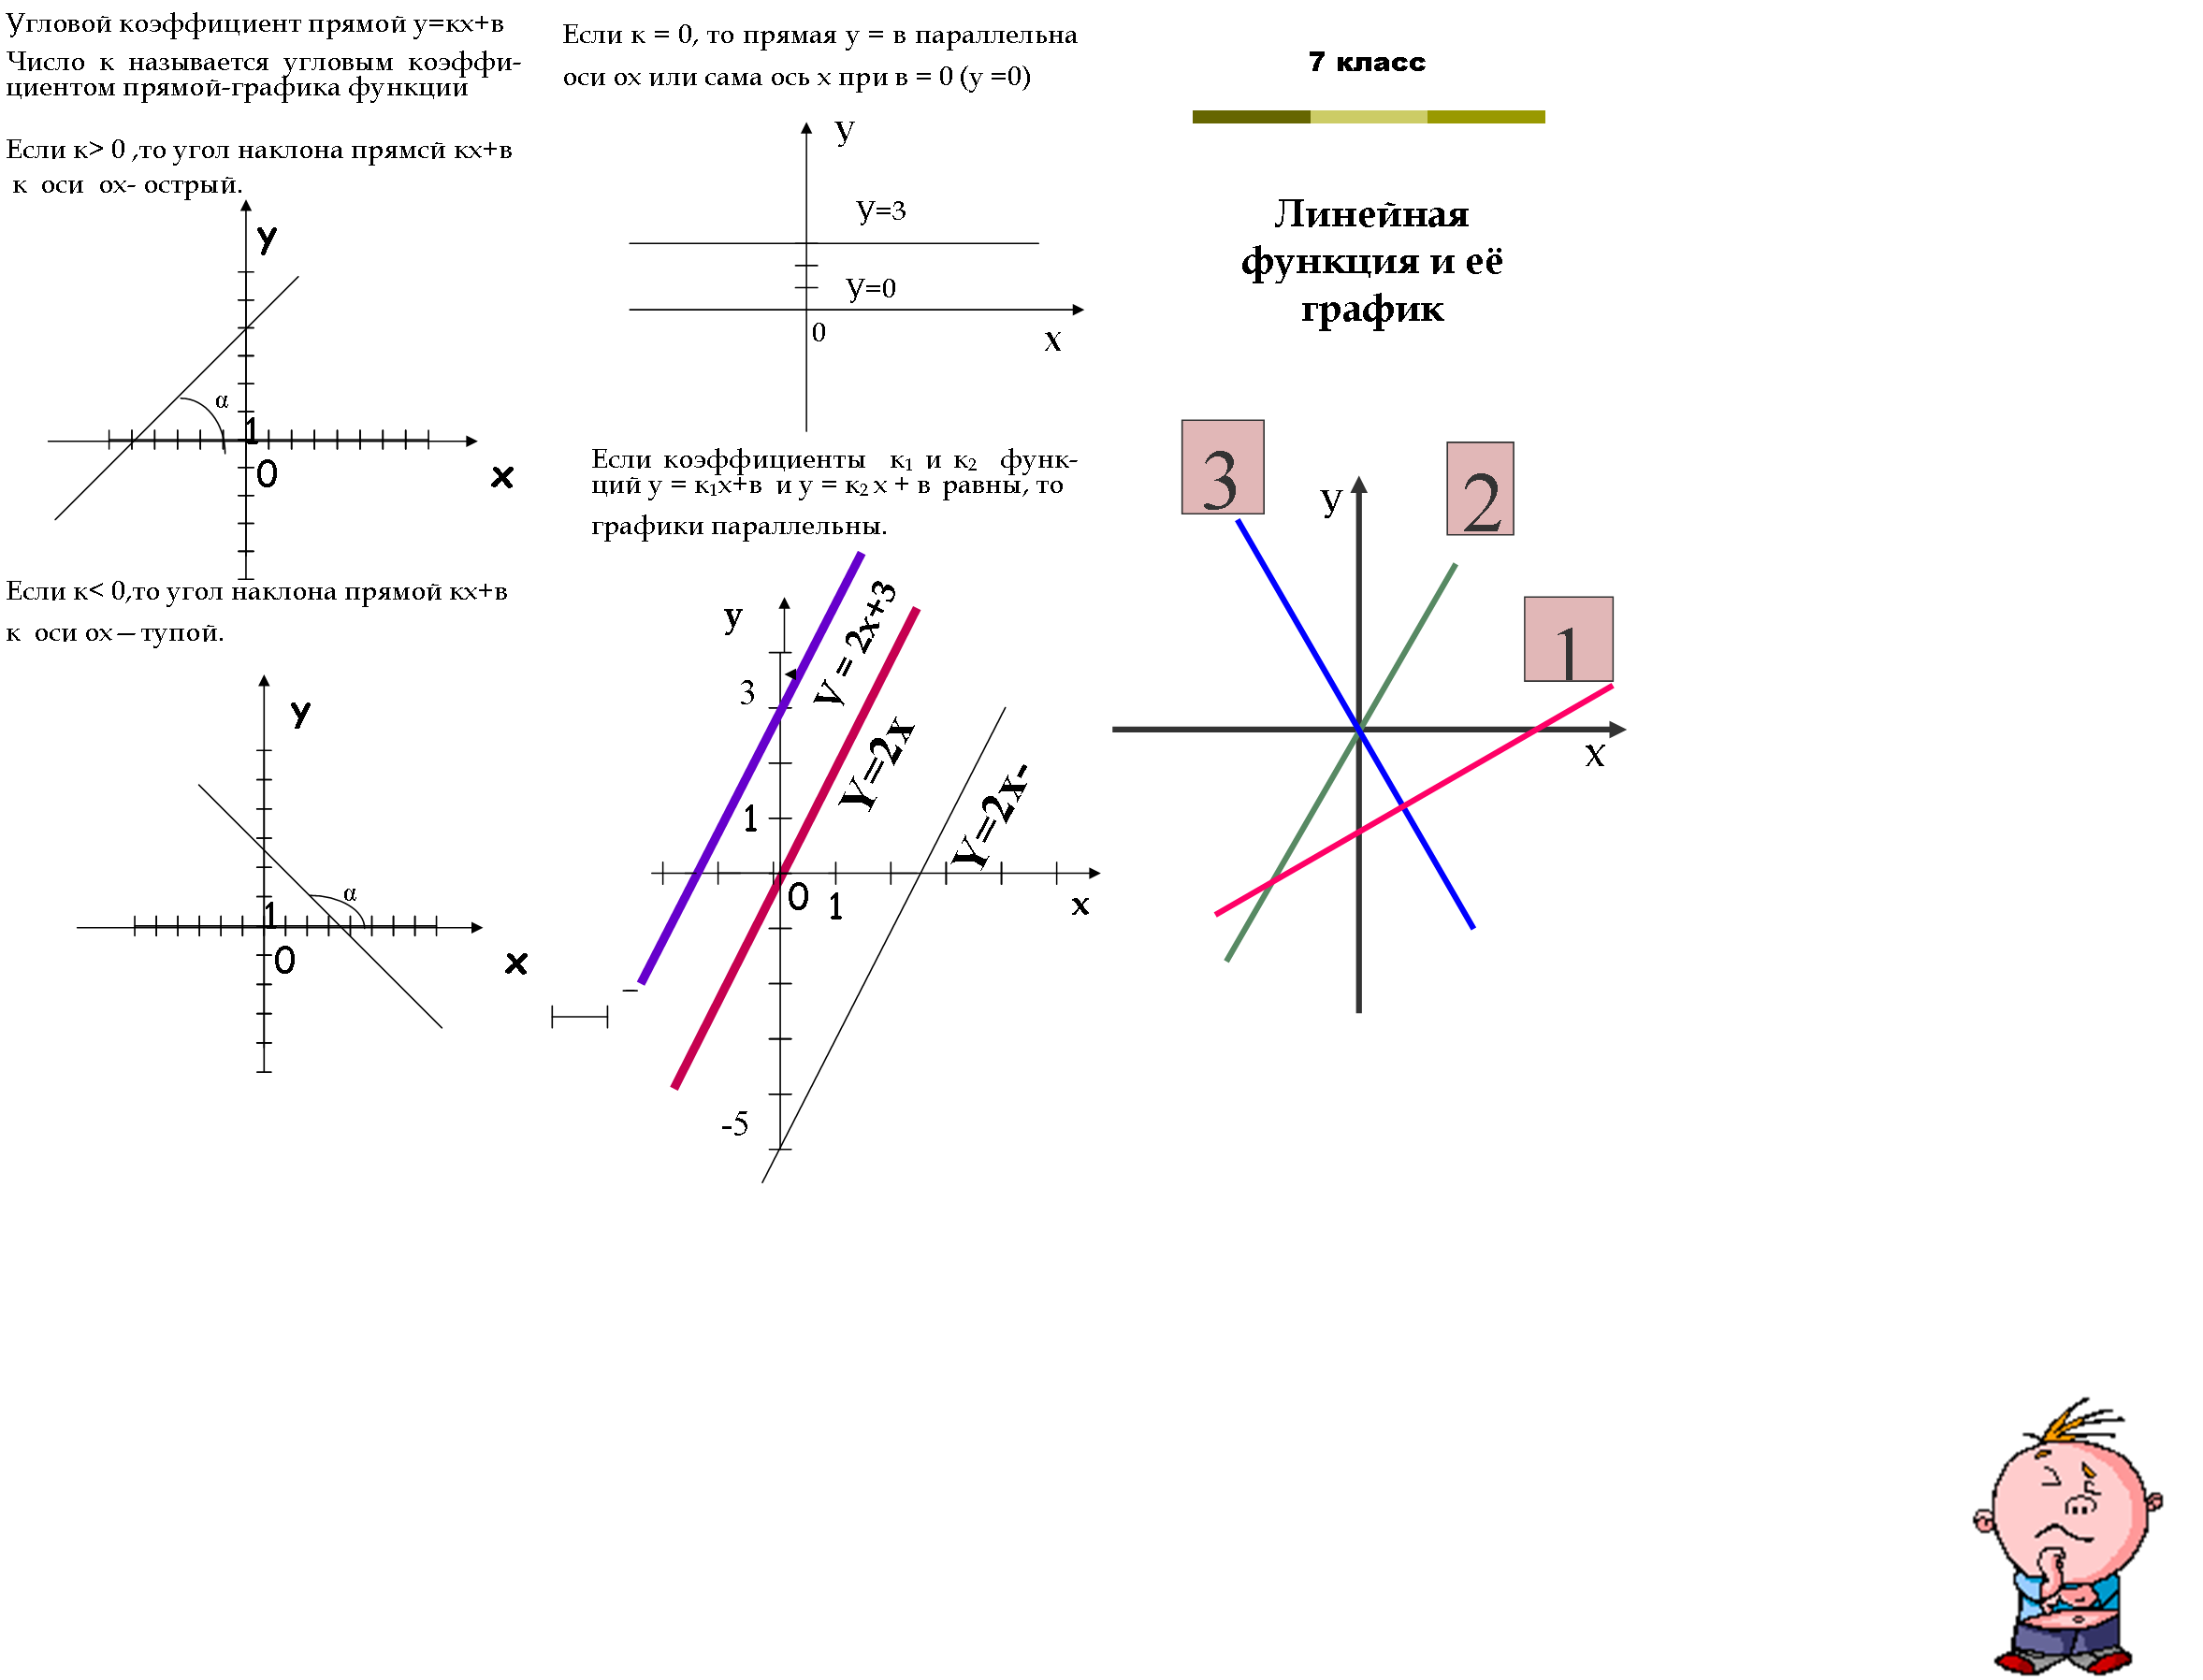 Угловой коэффициент прямой у=кх+в
Число к называется угловым коэффи-
циентом прямой-графика функции
Если к> 0 ,то угол наклона прямсй кх+в
к оси ох- острый.
y
α
1
0
x
Если к< 0,то угол наклона прямой кх+в
к оси ох—тупой.
y
α
1
0
x
Если к = 0, то прямая у = в параллельна
оси ох или сама ось х при в = 0 (у =0)
у
У=3
У=0
0
х
Если коэффициенты к₁ и к₂ функ-
ций у = к₁х+в и у = к₂ х + в равны, то
графики параллельны.
у
У = 2х+3
3
Y=2x
Y=2x-
1
0
1
х
-5
7 класс
Линейная
функция и её
график
3
у
2
1
х